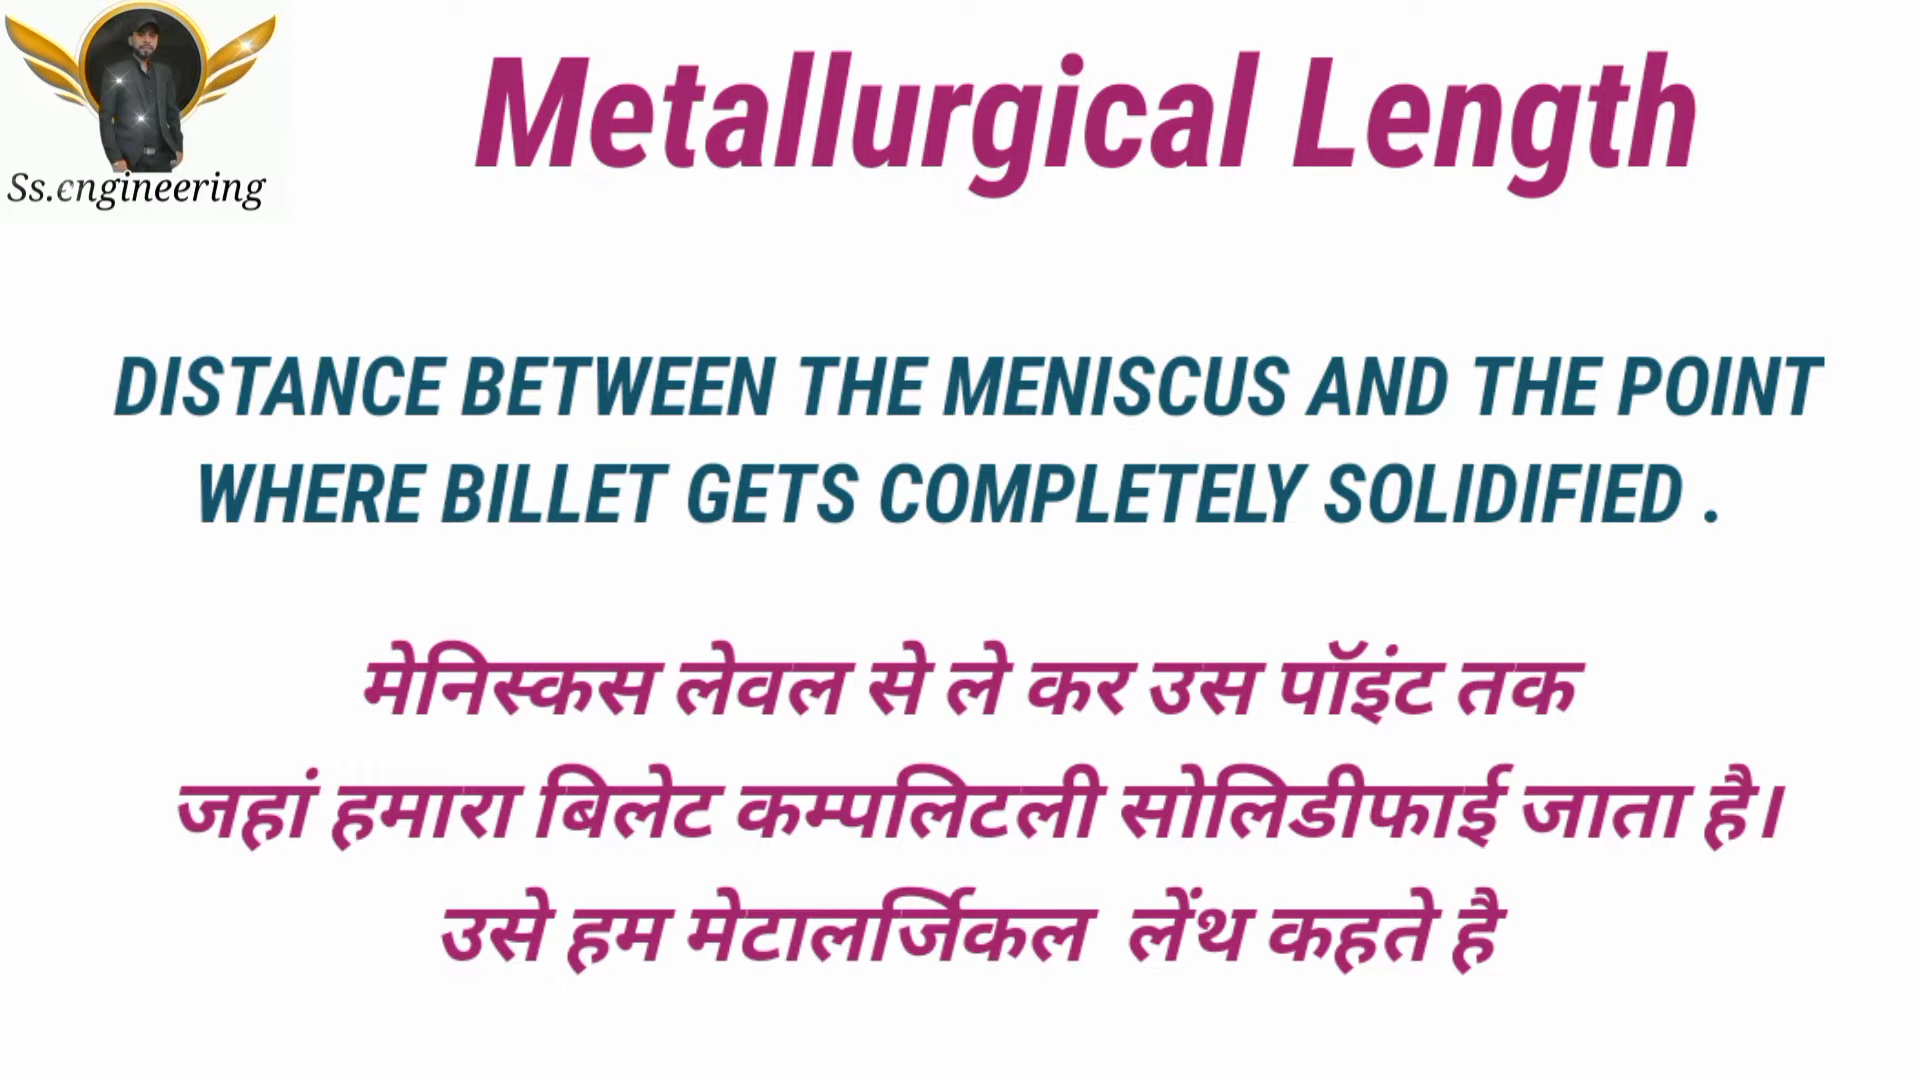 Ss.engineering
Metallurgical Length
DISTANCE BETWEEN THE MENISCUS AND THE POINT
WHERE BILLET GETS COMPLETELY SOLIDIFIED .
मेनिस्कस लेवल से ले कर उस पॉइंट तक
जहां हमारा बिलेट कम्पलिटली सोलिडीफाई जाता है।
उसे हम मेटालर्जिकल लेंथ कहते है